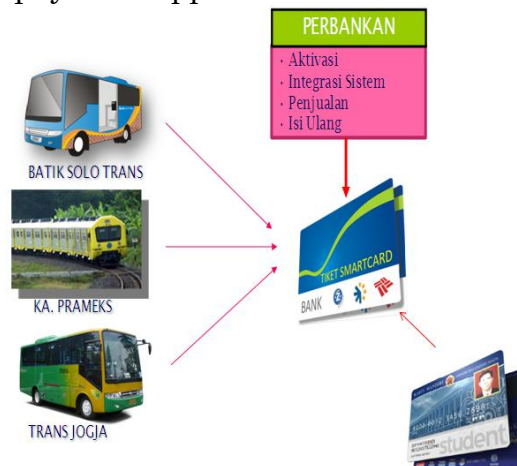 PERBANKAN
· Aktivasi
· Integrasi Sistem
· Penjualan
· Isi Ulang
BATIK SOLO TRANS
TIKET SMARTCARD
BANK
KA. PRAMEKS
TRANS JOGJA
student